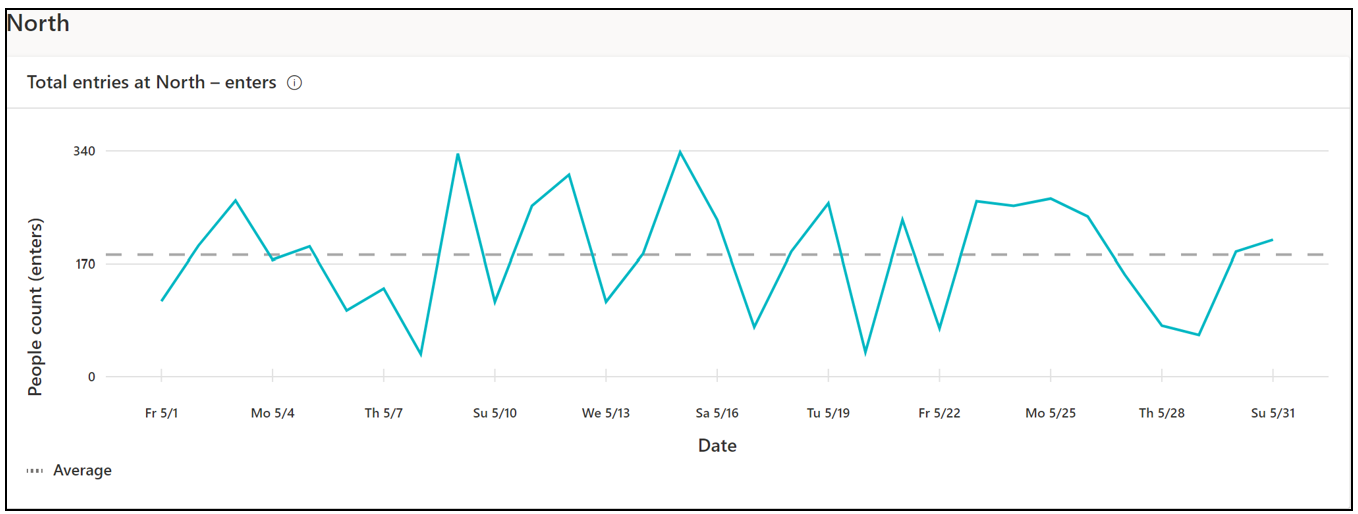 North
Total entries at North – enters
340
170
0
People count (enters)
Fr 5/1 Mo 5/4 Th 5/7 Su 5/10 We 5/13 Sa 5/16 Tu 5/19 Fr 5/22 Mo 5/25 Th 5/28 Su 5/31
Date
Average